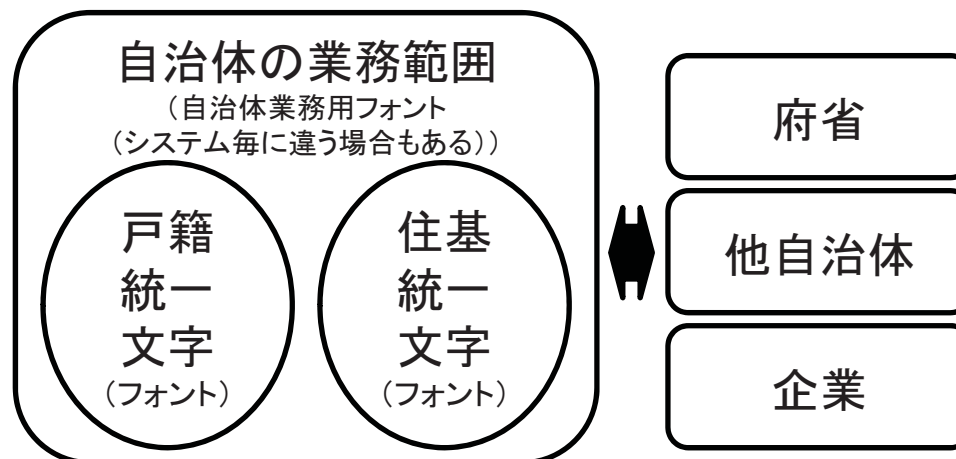 自治体の業務範囲
（自治体業務用フォント
（システム毎に違う場合もある））
戸籍
統一
文字
（フォント）
住基
統一
文字
（フォント）
府省
他自治体
企業